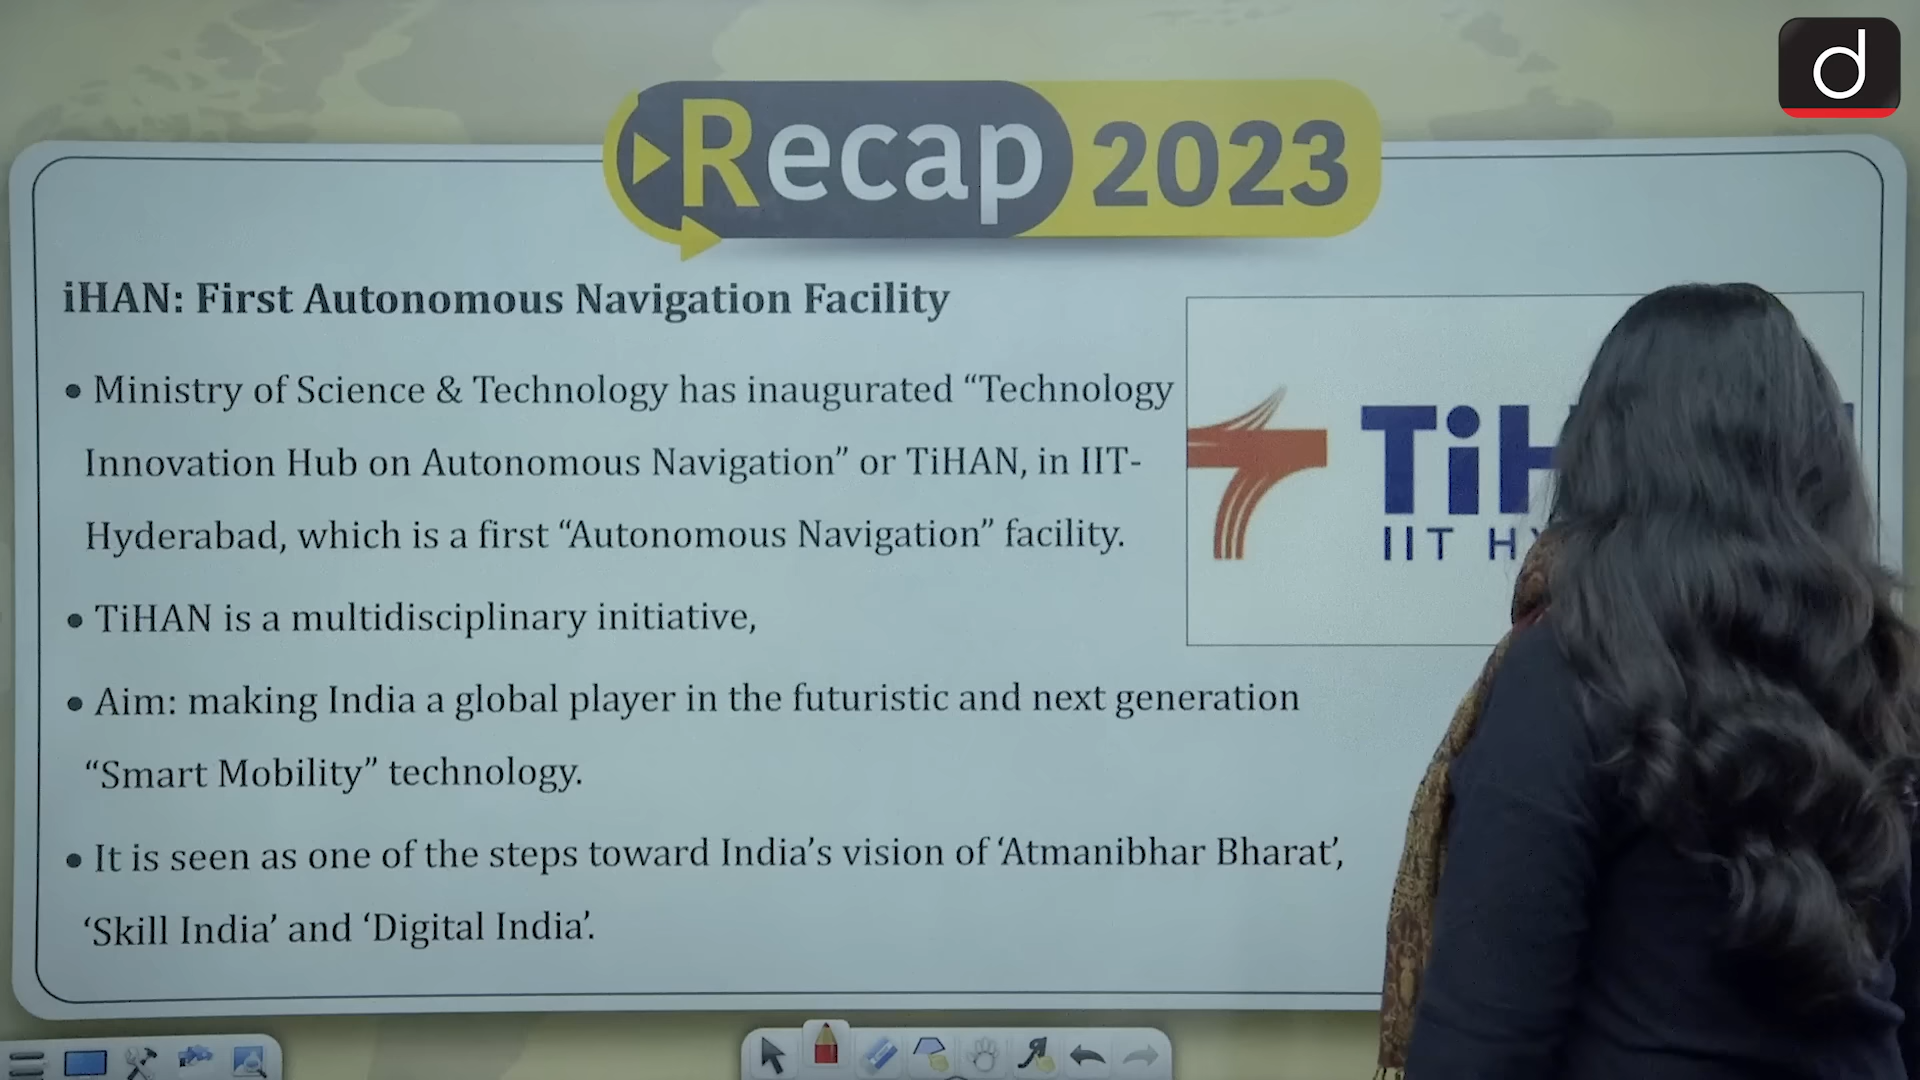 d
Recap 2023
iHAN: First Autonomous Navigation Facility
• Ministry of Science & Technology has inaugurated “Technology
Innovation Hub on Autonomous Navigation” or TiHAN, in IIT-
Hyderabad, which is a first “Autonomous Navigation” facility.
• TiHAN is a multidisciplinary initiative,
• Aim: making India a global player in the futuristic and next generation
“Smart Mobility” technology.
• It is seen as one of the steps toward India’s vision of ‘Atmanibhar Bharat’,
‘Skill India’ and ‘Digital India’.
TiH
IIT HY